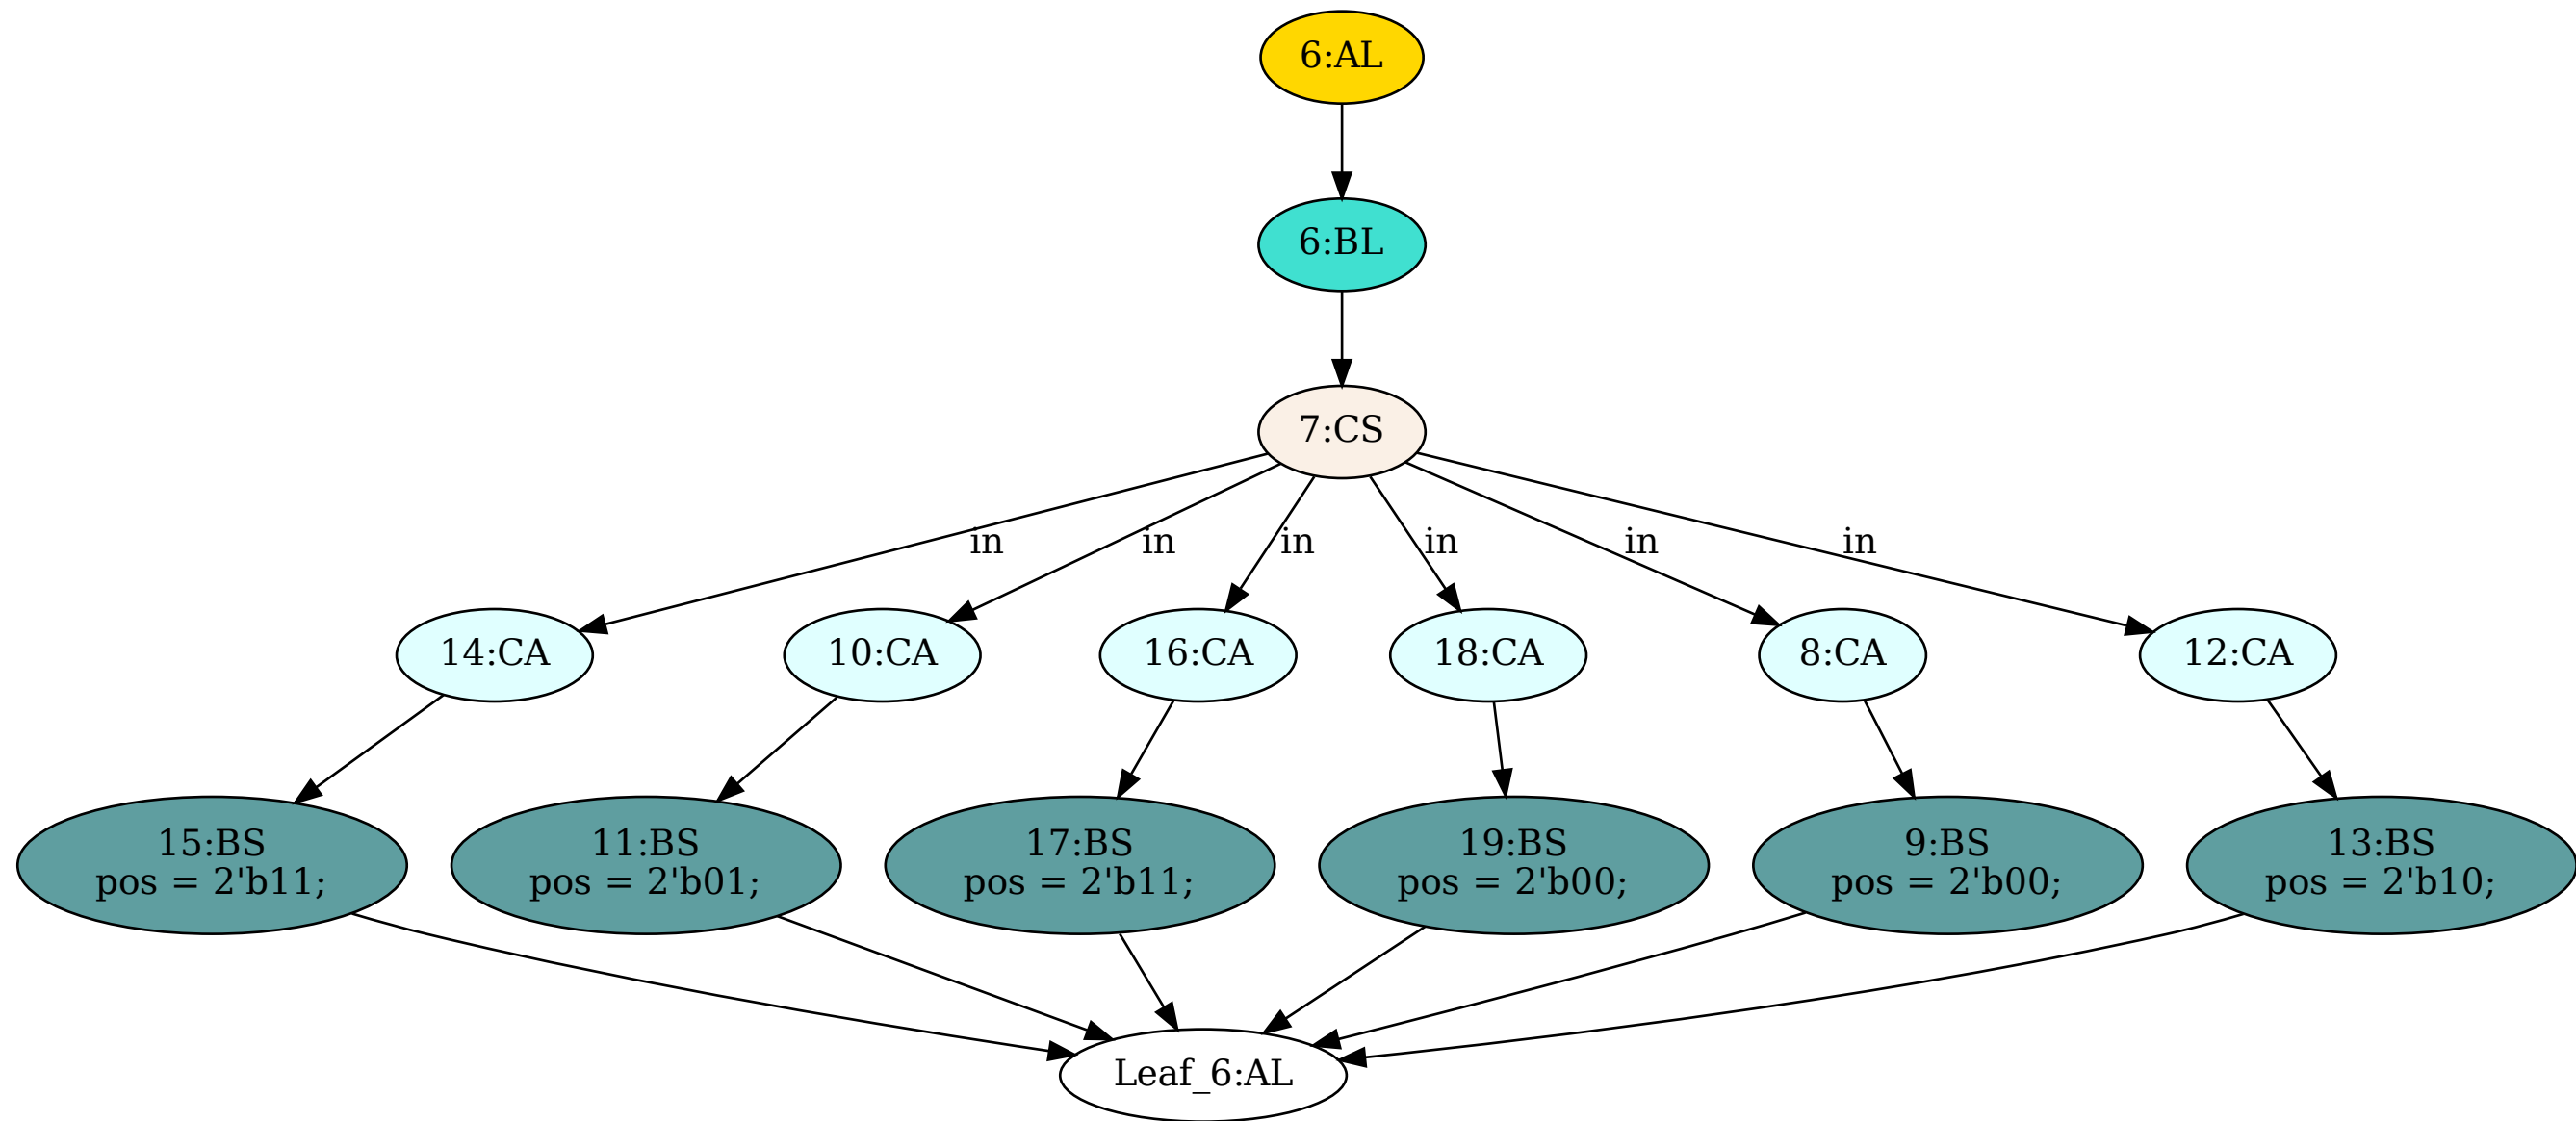 6:AL
6:BL
7:CS
in
in
in
in
in
in
14:CA
10:CA
16:CA
18:CA
8:CA
12:CA
15:BS
pos = 2'b11;
11:BS
pos = 2'b01;
17:BS
pos = 2'b11;
19:BS
pos = 2'b00;
9:BS
pos = 2'b00;
13:BS
pos = 2'b10;
Leaf_6:AL